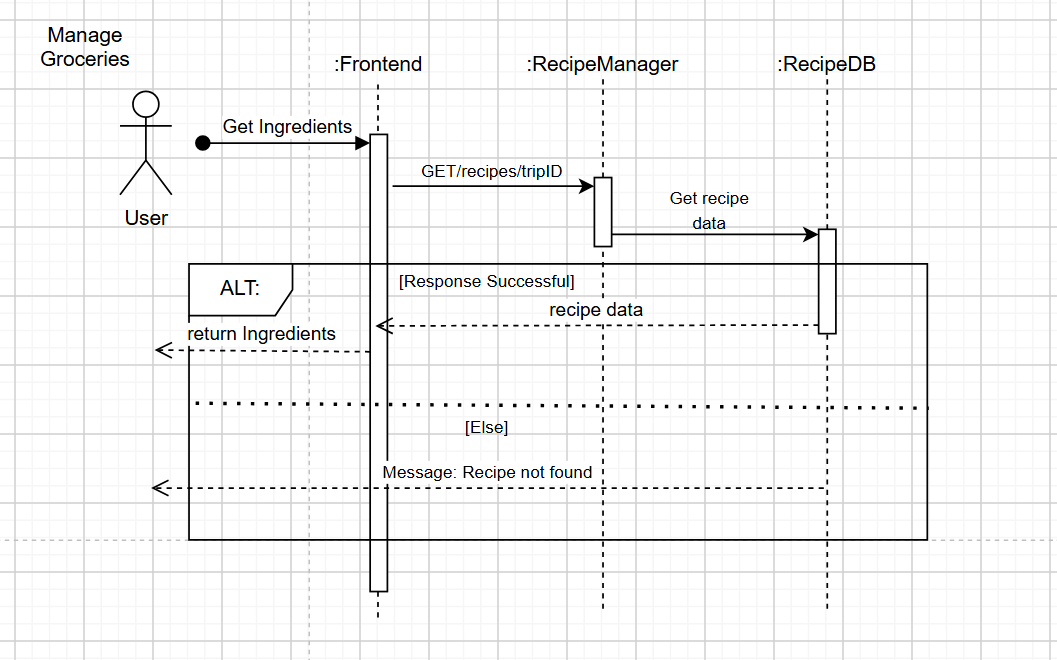 Manage
Groceries
:Frontend
:RecipeManager
:RecipeDB
Get Ingredients
GET/recipes/tripID
Get recipe
data
User
ALT:
[Response Successful]
recipe data
return Ingredients
[Else]
Message: Recipe not found